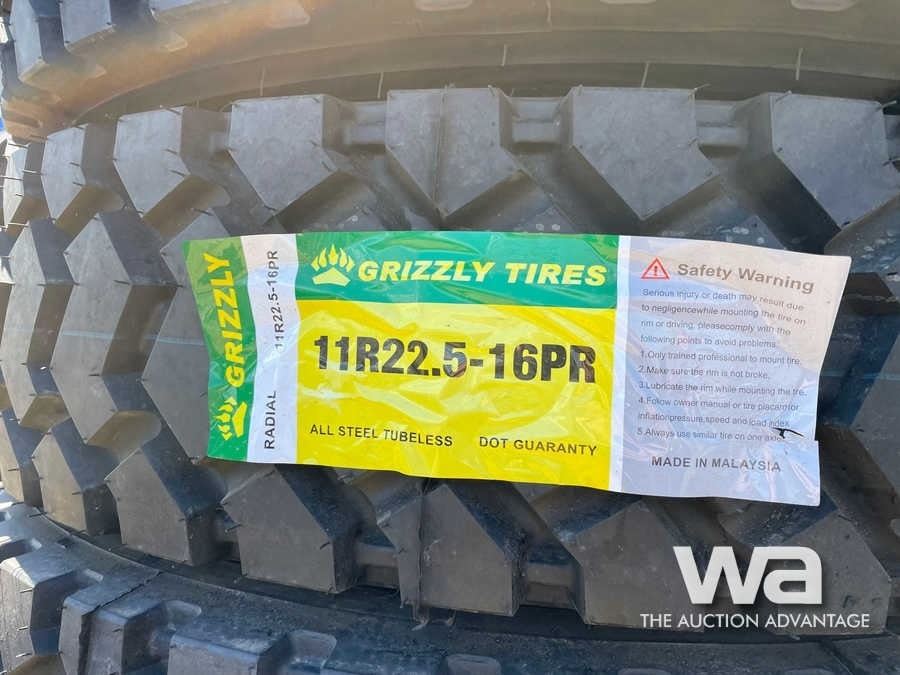 GRIZZLY
RADIAL 11R22.5-16PR
GRIZZLY TIRES
11R22.5-16PR
ALL STEEL TUBELESS DOT GUARANTY
Safety Warning
Serious injury or death may result due
to negligencewhile mounting the tire on
rim or driving, pleasecomply with the
following points to avoid problems.
1.Only trained professional to mount tire.
2.Make sure the rim is not broke.
3.Lubricate the rim while mounting the tire.
4.Follow owner manual or tire placard for
inflationpressure,speed and load index
5.Always use similar tire on one axle
MADE IN MALAYSIA
wa
THE AUCTION ADVANTAGE